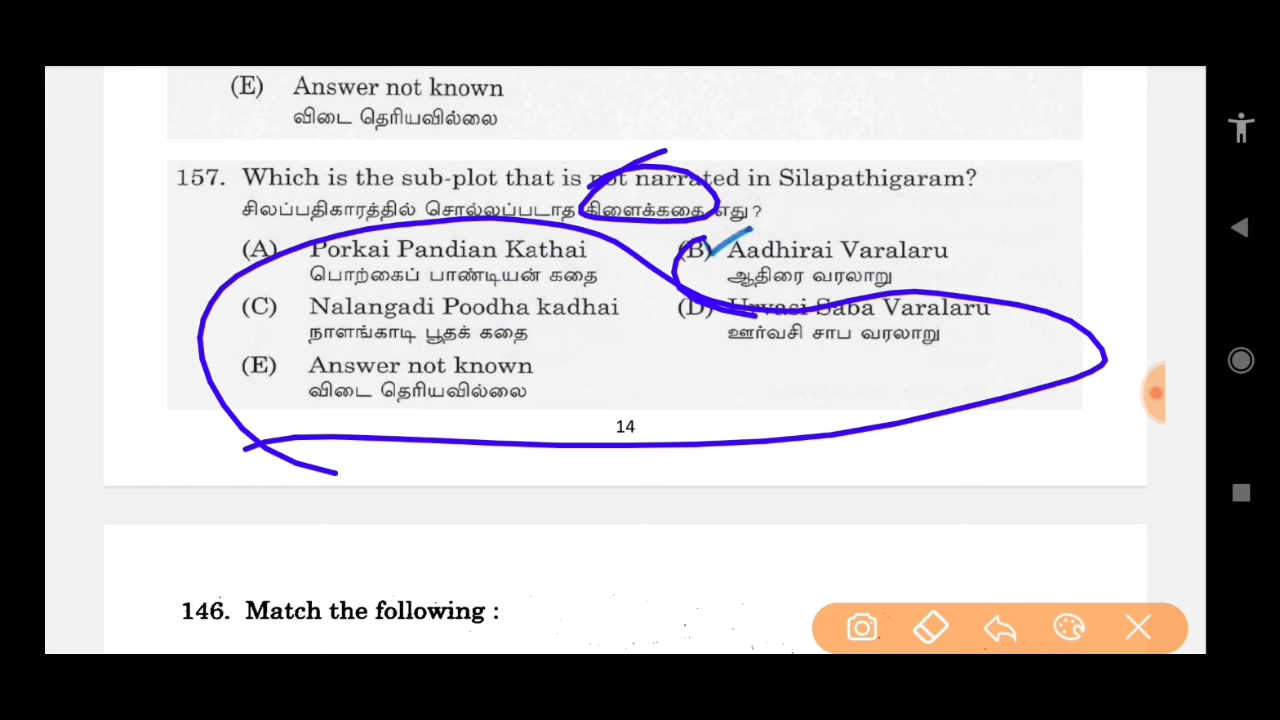 (E) Answer not known
விடை தெரியவில்லை
157. Which is the sub-plot that is not narrated in Silapathigaram?
சிலப்பதிகாரத்தில் சொல்லப்படாத கிளைக்கதை எது?
(A) Porkai Pandian Kathai (B) Aadhirai Varalaru
பொற்கைப் பாண்டியன் கதை ஆதிரை வரலாறு
(C) Nalangadi Poodha kadhai (D) Urvasi Saba Varalaru
நாளங்காடி பூதக் கதை ஊர்வசி சாப வரலாறு
(E) Answer not known
விடை தெரியவில்லை
14
146. Match the following :